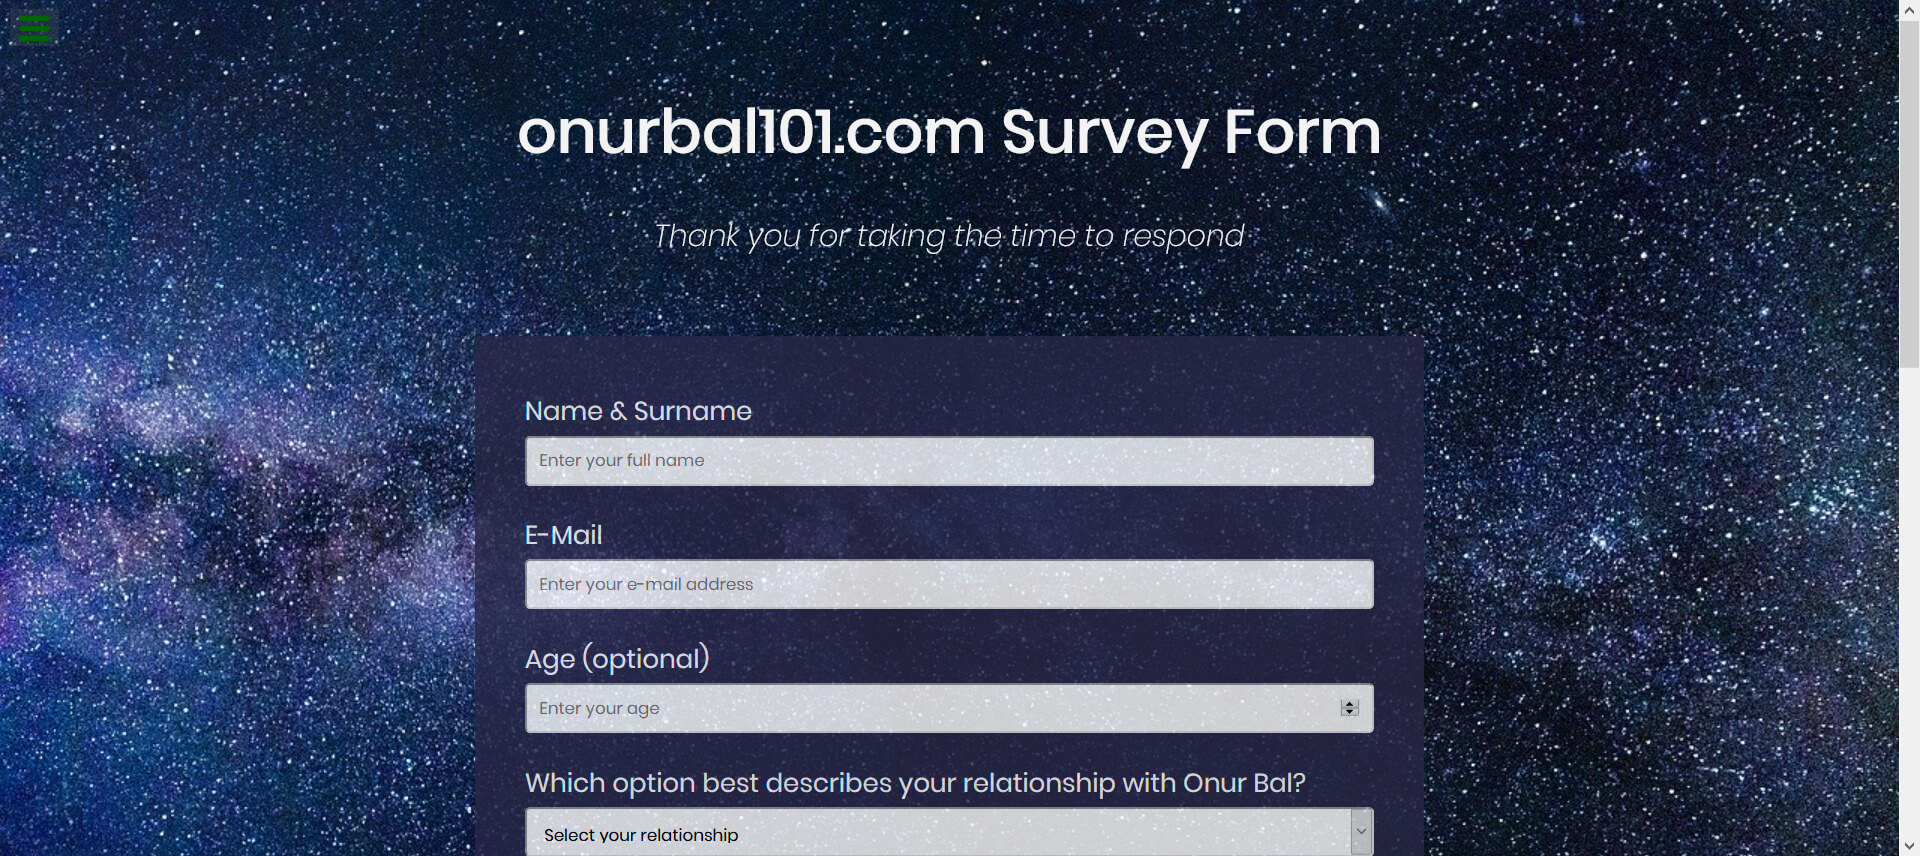 onurbal101.com Survey Form
Thank you for taking the time to respond
Name & Surname
Enter your full name
E-Mail
Enter your e-mail address
Age (optional)
Enter your age
Which option best describes your relationship with Onur Bal?
Select your relationship